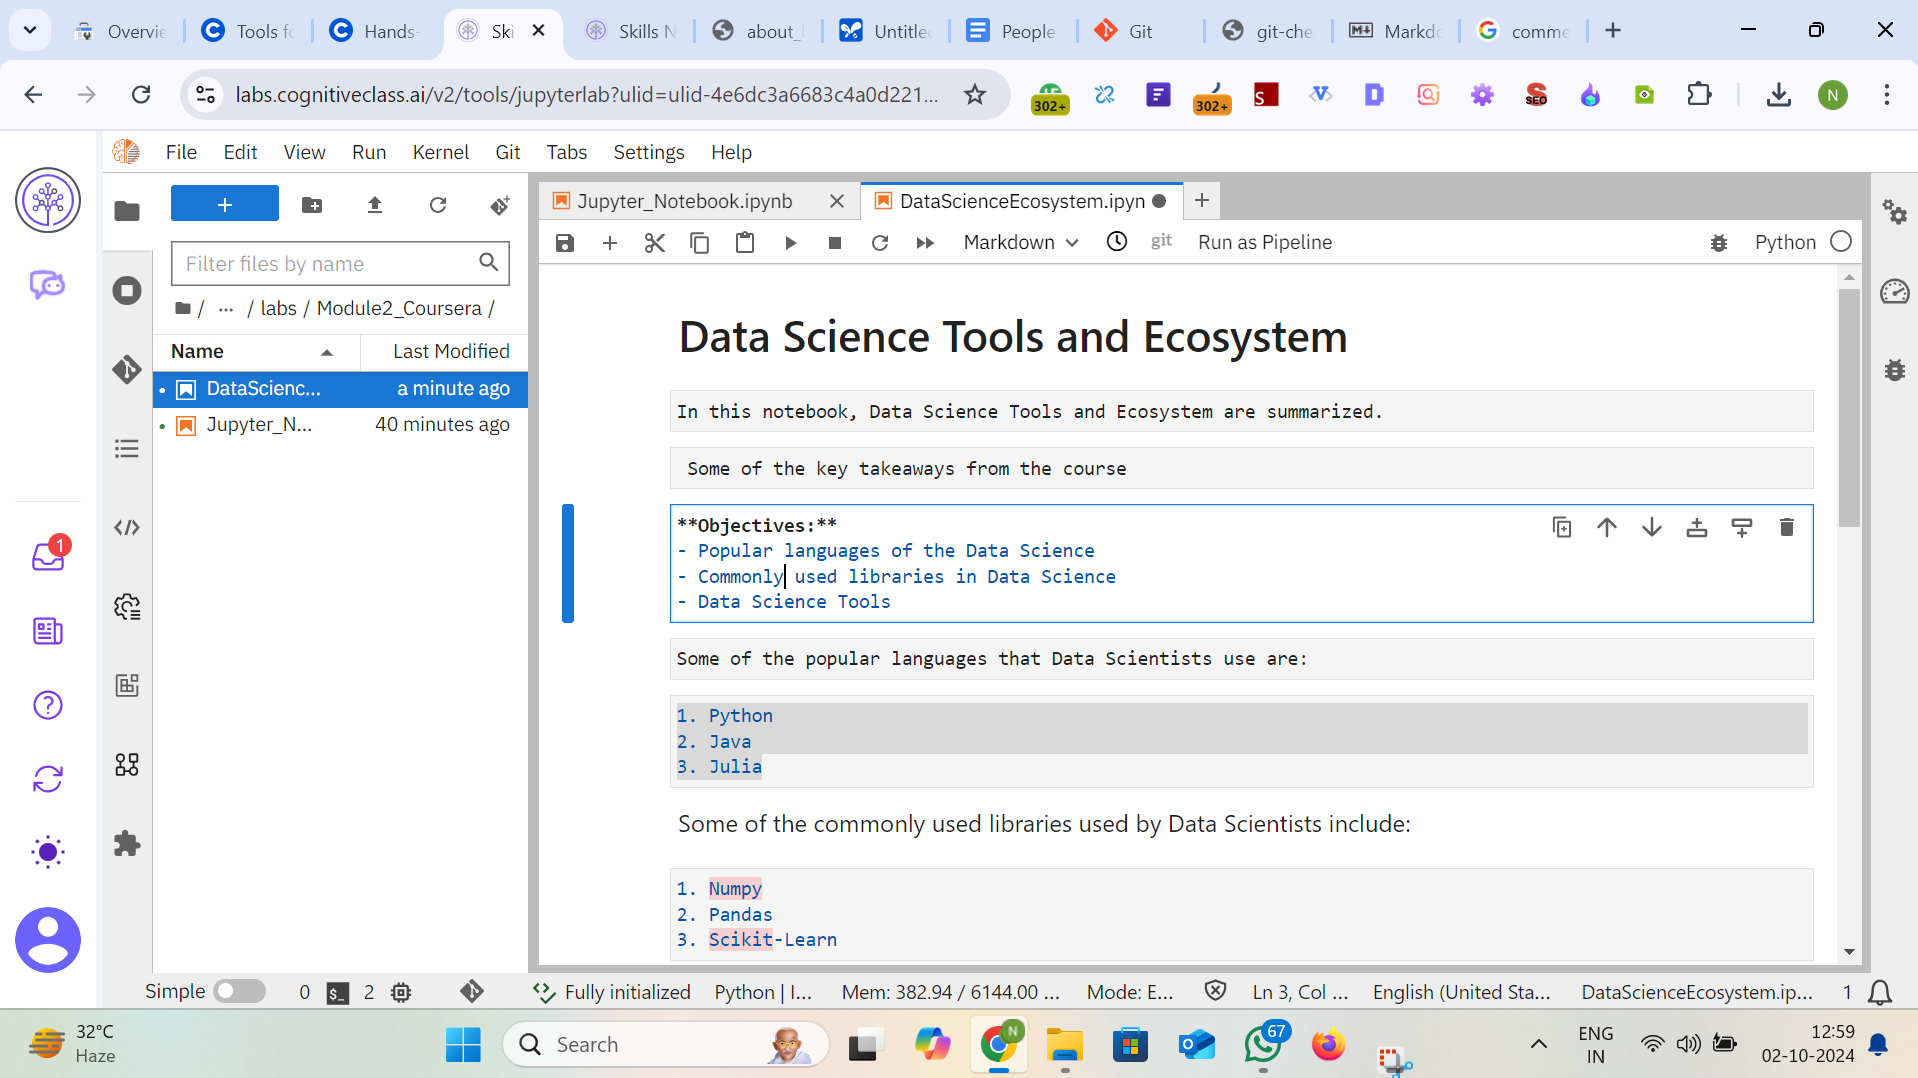 Overvie
Tools fo
Hands-
Ski
Skills N
about_
Untitle
People
Git
git-che
Markdo
comme
labs.cognitiveclass.ai/v2/tools/jupyterlab?ulid=ulid-4e6dc3a6683c4a0d221...
302+
302+
S
SEO
N
File Edit View Run Kernel Git Tabs Settings Help
Jupyter_Notebook.ipynb
DataScienceEcosystem.ipyn
Filter files by name
Markdown
git
Run as Pipeline
Python
/ ... / labs / Module2_Coursera /
Name
Last Modified
DataScienc...
a minute ago
Jupyter_N...
40 minutes ago
Data Science Tools and Ecosystem
In this notebook, Data Science Tools and Ecosystem are summarized.
Some of the key takeaways from the course
**Objectives:**
- Popular languages of the Data Science
- Commonly used libraries in Data Science
- Data Science Tools
Some of the popular languages that Data Scientists use are:
1. Python
2. Java
3. Julia
Some of the commonly used libraries used by Data Scientists include:
1. Numpy
2. Pandas
3. Scikit-Learn
1
Simple
0
$_
2
Fully initialized
Python | I...
Mem: 382.94 / 6144.00 ...
Mode: E...
Ln 3, Col ...
English (United Sta...
DataScienceEcosystem.ip...
1
32°C
Haze
Search
N
67
ENG
IN
12:59
02-10-2024